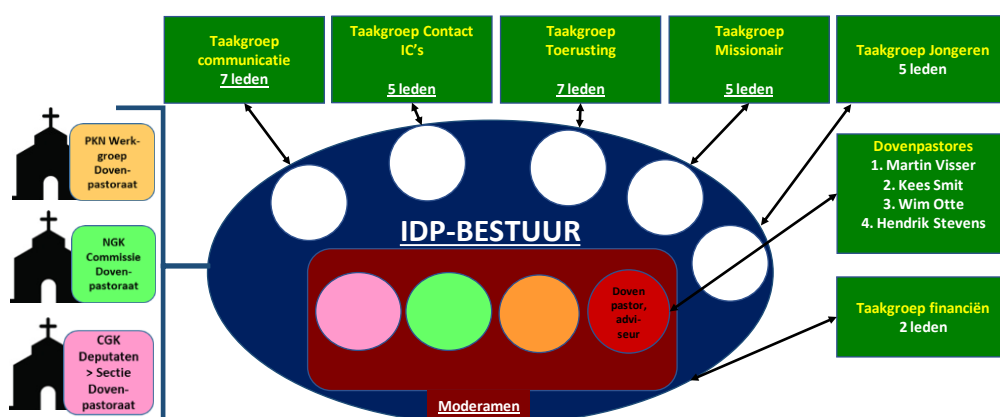 Taakgroep
communicatie
7 leden
Taakgroep Contact
IC's
5 leden
Taakgroep
Toerusting
7 leden
Taakgroep
Missionair
5 leden
Taakgroep Jongeren
5 leden
PKN Werk-
groep
Doven-
pastoraat
NGK
Commissie
Doven-
pastoraat
CGK
Deputaten
> Sectie
Doven-
pastoraat
IDP-BESTUUR
Doven
pastor,
advi-
seur
Moderamen
Dovenpastores
1. Martin Visser
2. Kees Smit
3. Wim Otte
4. Hendrik Stevens
Taakgroep financiën
2 leden